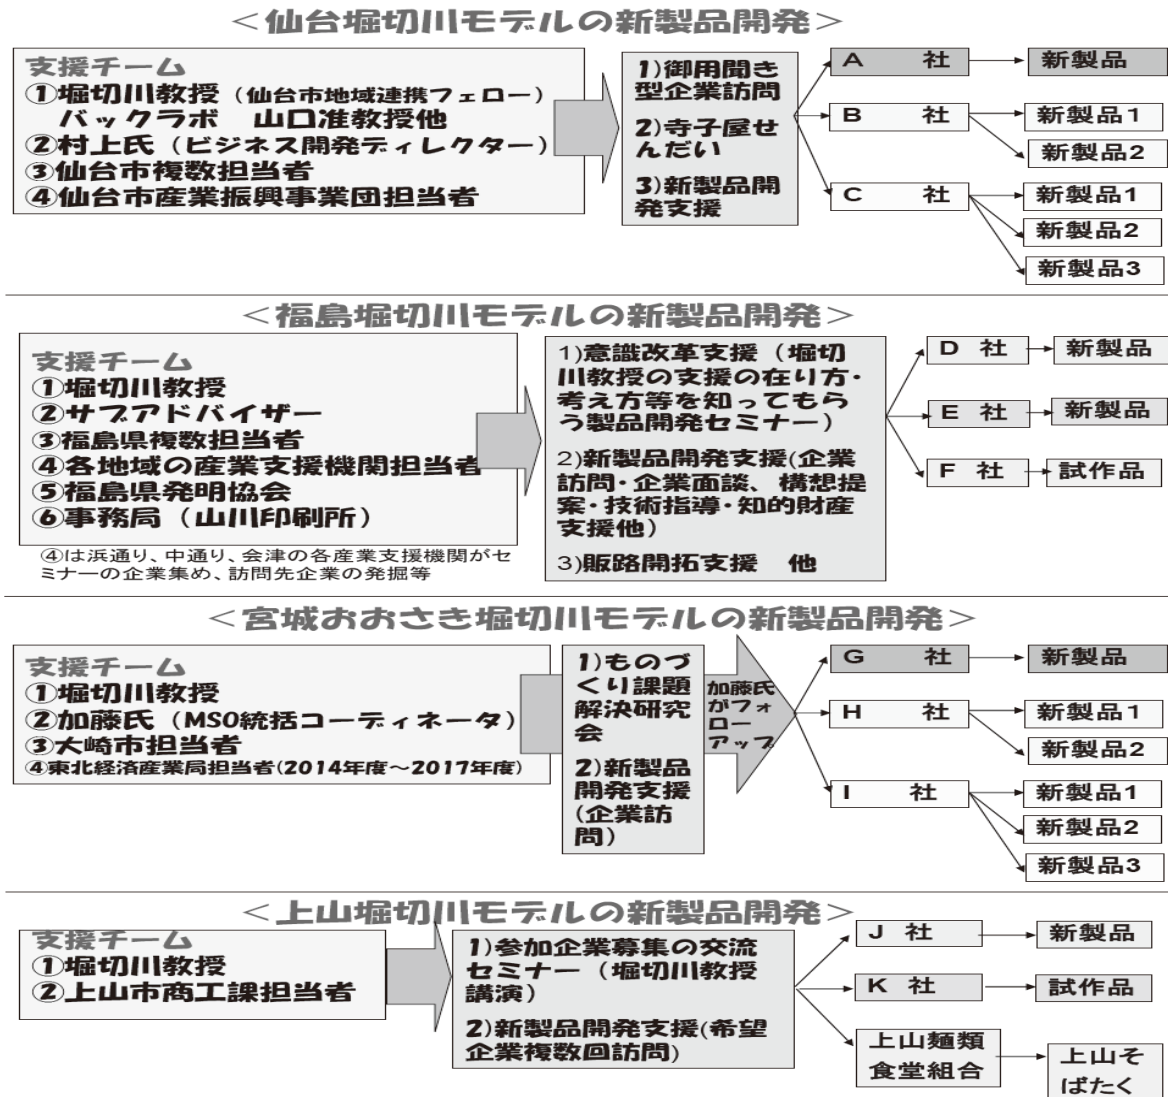 ＜仙台堀切川モデルの新製品開発＞
支援チーム
①堀切川教授（仙台市地域連携フェロー）
バックラボ　山口准教授他
②村上氏（ビジネス開発ディレクター）
③仙台市複数担当者
④仙台市産業振興事業団担当者
1)御用聞き
型企業訪問
2)寺子屋せ
んだい
3)新製品開
発支援
A　社
新製品
B　社
新製品1
新製品2
C　社
新製品1
新製品2
新製品3
＜福島堀切川モデルの新製品開発＞
支援チーム
①堀切川教授
②サブアドバイザー
③福島県複数担当者
④各地域の産業支援機関担当者
⑤福島県発明協会
⑥事務局（山川印刷所）
④は浜通り、中通り、会津の各産業支援機関がセ
ミナーの企業集め、訪問先企業の発掘等
1)意識改革支援（堀切
川教授の支援の在り方・
考え方等を知ってもら
う製品開発セミナー）
2)新製品開発支援(企業
訪問・企業面談、構想提
案・技術指導・知的財産
支援他）
3)販路開拓支援　他
D　社
新製品
E　社
新製品
F　社
試作品
＜宮城おおさき堀切川モデルの新製品開発＞
支援チーム
①堀切川教授
②加藤氏（MSO統括コーディネータ）
③大崎市担当者
④東北経済産業局担当者(2014年度～2017年度)
1)ものづ
くり課題
解決研究
会
2)新製品
開発支援
(企業訪
問)
加藤氏
がフォ
ロー
アップ
G　社
新製品
H　社
新製品1
新製品2
I　社
新製品1
新製品2
新製品3
＜上山堀切川モデルの新製品開発＞
支援チーム
①堀切川教授
②上山市商工課担当者
1)参加企業募集の交流
セミナー（堀切川教授
講演）
2)新製品開発支援(希望
企業複数回訪問)
J　社
新製品
K　社
試作品
上山麺類
食堂組合
上山そ
ばたく